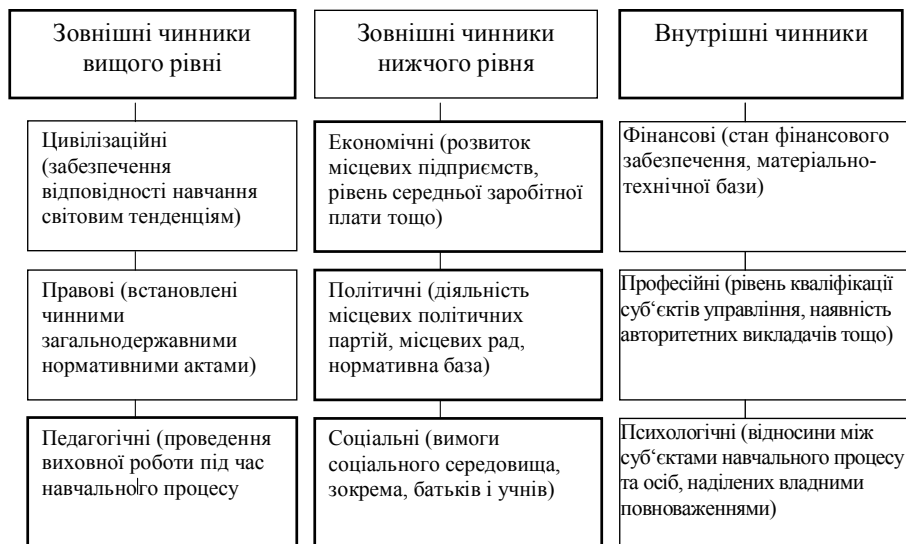 Зовнішні чинники
вищого рівні
Цивілізаційні
(забезпечення
відповідності навчання
світовим тенденціям)
Правові (встановлені
чинними
загальнодержавними
нормативними актами)
Педагогічні (проведення
виховної роботи під час
навчального процесу
Зовнішні чинники
нижчого рівня
Економічні (розвиток
місцевих підприємств,
рівень середньої заробітної
плати тощо)
Політичні (діяльність
місцевих політичних
партій, місцевих рад,
нормативна база)
Соціальні (вимоги
соціального середовища,
зокрема, батьків і учнів)
Внутрішні чинники
Фінансові (стан фінансового
забезпечення, матеріально-
технічної бази)
Професійні (рівень кваліфікації
суб‘єктів управління, наявність
авторитетних викладачів тощо)
Психологічні (відносини між
суб‘єктами навчального процесу
та осіб, наділених владними
повноваженнями)